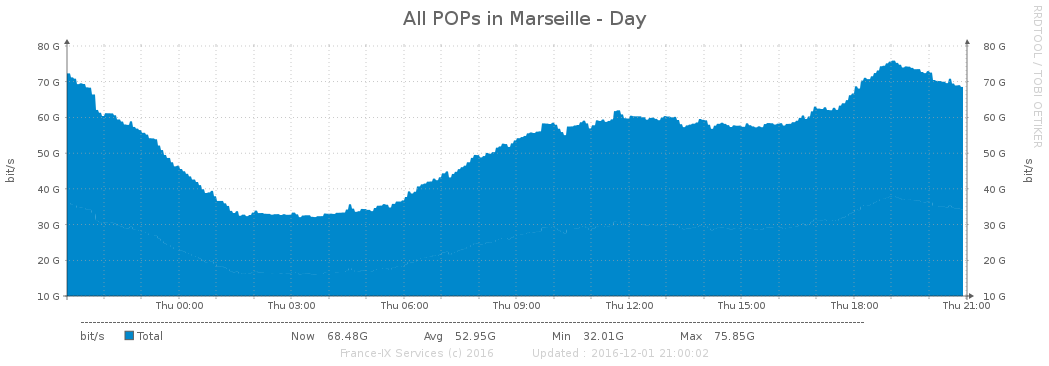 All POPs in Marseille - Day
RRDTOOL / TOBI OETIKER
80 G 80 G
70 G 70 G
60 G 60 G
50 G 50 G
40 G 40 G
30 G 30 G
20 G 20 G
10 G 10 G
bit/s
bit/s
Thu 00:00 Thu 03:00 Thu 06:00 Thu 09:00 Thu 12:00 Thu 15:00 Thu 18:00 Thu 21:00
bit/s Total Now 68.48G Avg 52.95G Min 32.01G Max 75.85G
France-IX Services (c) 2016 Updated : 2016-12-01 21:00:02